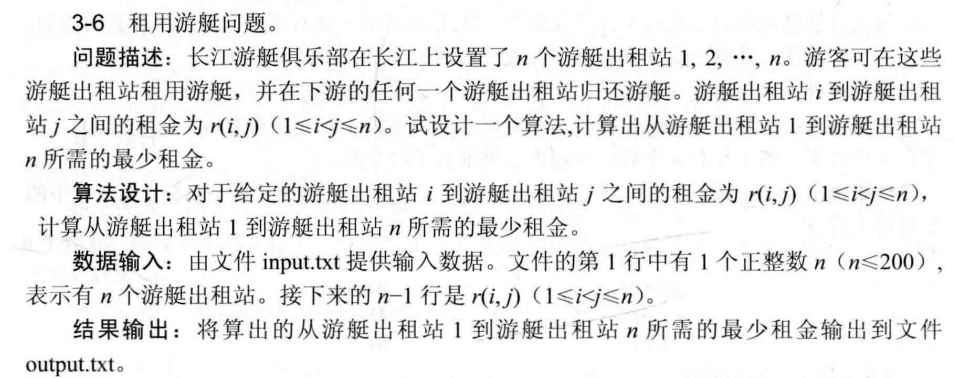 3-6 租用游艇问题。
问题描述：长江游艇俱乐部在长江上设置了 n 个游艇出租站 1, 2, …, n。游客可在这些
游艇出租站租用游艇，并在下游的任何一个游艇出租站归还游艇。游艇出租站 i 到游艇出租
站 j 之间的租金为 r(i, j)（1≤i<j≤n）。试设计一个算法,计算出从游艇出租站 1 到游艇出租站
n 所需的最少租金。
算法设计：对于给定的游艇出租站 i 到游艇出租站 j 之间的租金为 r(i, j)（1≤i<j≤n），
计算从游艇出租站 1 到游艇出租站 n 所需的最少租金。
数据输入：由文件 input.txt 提供输入数据。文件的第 1 行中有 1 个正整数 n（n≤200），
表示有 n 个游艇出租站。接下来的 n−1 行是 r(i, j)（1≤i<j≤n）。
结果输出：将算出的从游艇出租站 1 到游艇出租站 n 所需的最少租金输出到文件
output.txt。